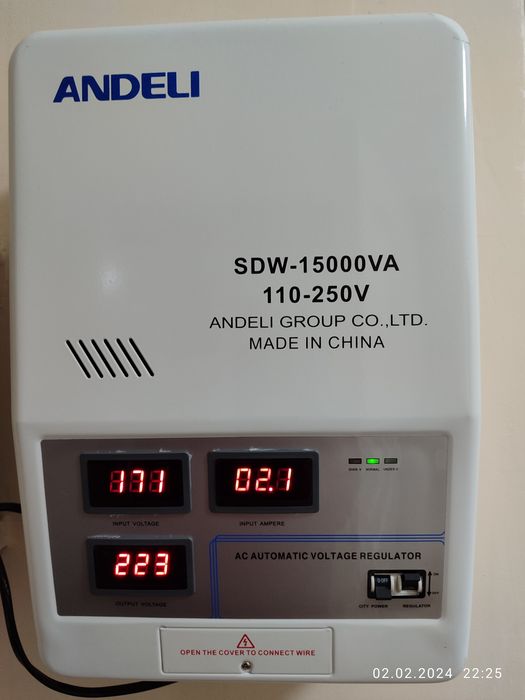 ANDELI
SDW-15000VA
110-250V
ANDELI GROUP CO.,LTD.
MADE IN CHINA
171
02.1
NORMAL
INPUT VOLTAGE
INPUT AMPERE
223
AC AUTOMATIC VOLTAGE REGULATOR
OUTPUT VOLTAGE
ON
OFF
CITY POWER
REGULATOR
OPEN THE COVER TO CONNECT WIRE
02.02.2024 22:25